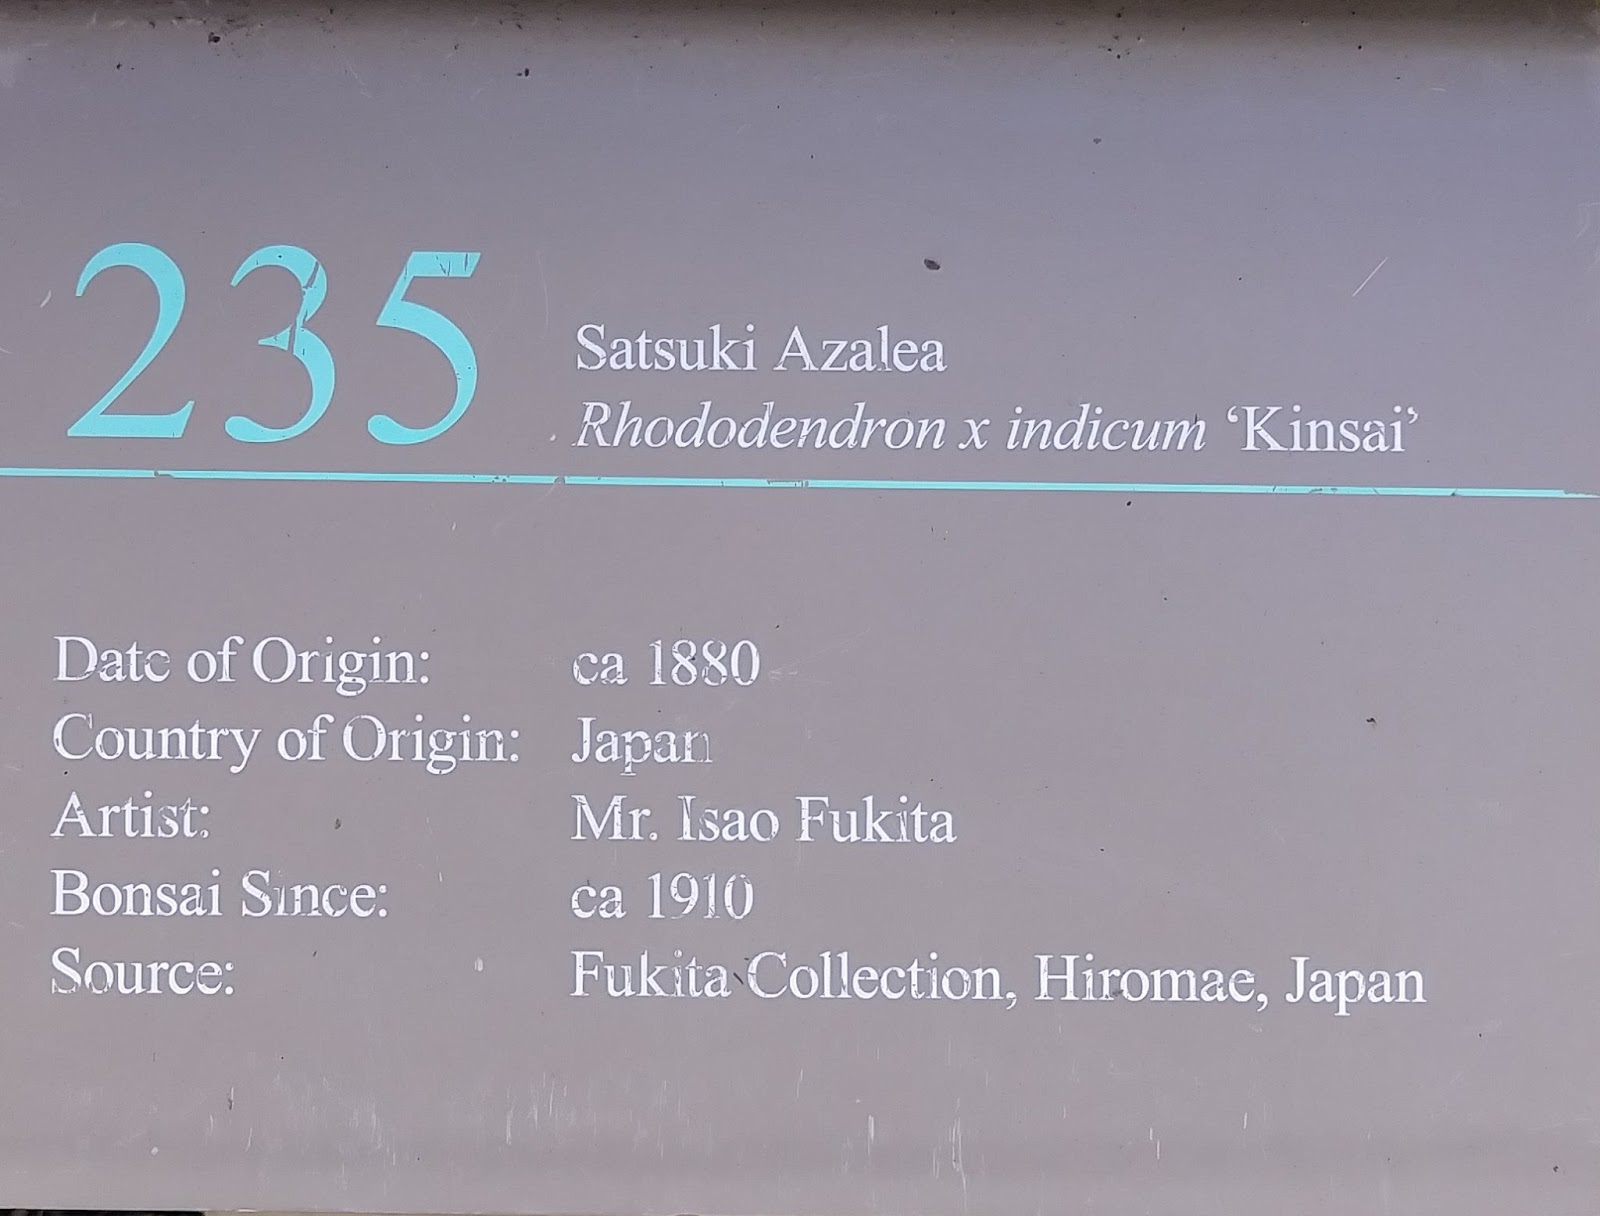 235
Satsuki Azalea
Rhododendron x indicum ‘Kinsai’
Date of Origin: ca 1880
Country of Origin: Japan
Artist: Mr. Isao Fukita
Bonsai Since: ca 1910
Source: Fukita Collection, Hiromae, Japan